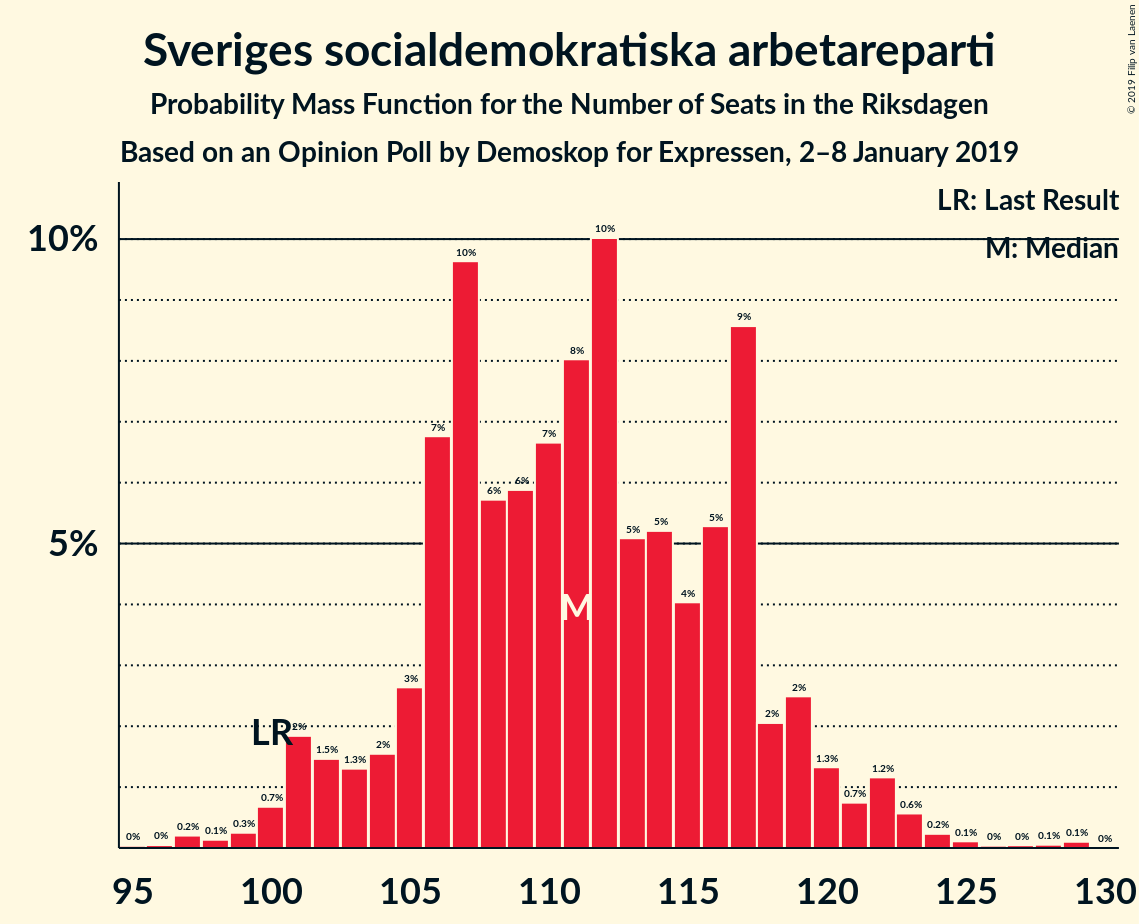 Sveriges socialdemokratiska arbetareparti
Probability Mass Function for the Number of Seats in the Riksdagen
Based on an Opinion Poll by Demoskop for Expressen, 2–8 January 2019
© 2019 Filip van Laenen
LR: Last Result
M: Median
10%
5%
0% 0% 0.2% 0.1% 0.3% 0.7% 2% 1.5% 1.3% 2% 3% 7% 10% 6% 6% 7% 8% 10% 5% 5% 4% 5% 9% 2% 2% 1.3% 0.7% 1.2% 0.6% 0.2% 0.1% 0% 0% 0.1% 0.1% 0%
M
LR
95 100 105 110 115 120 125 130